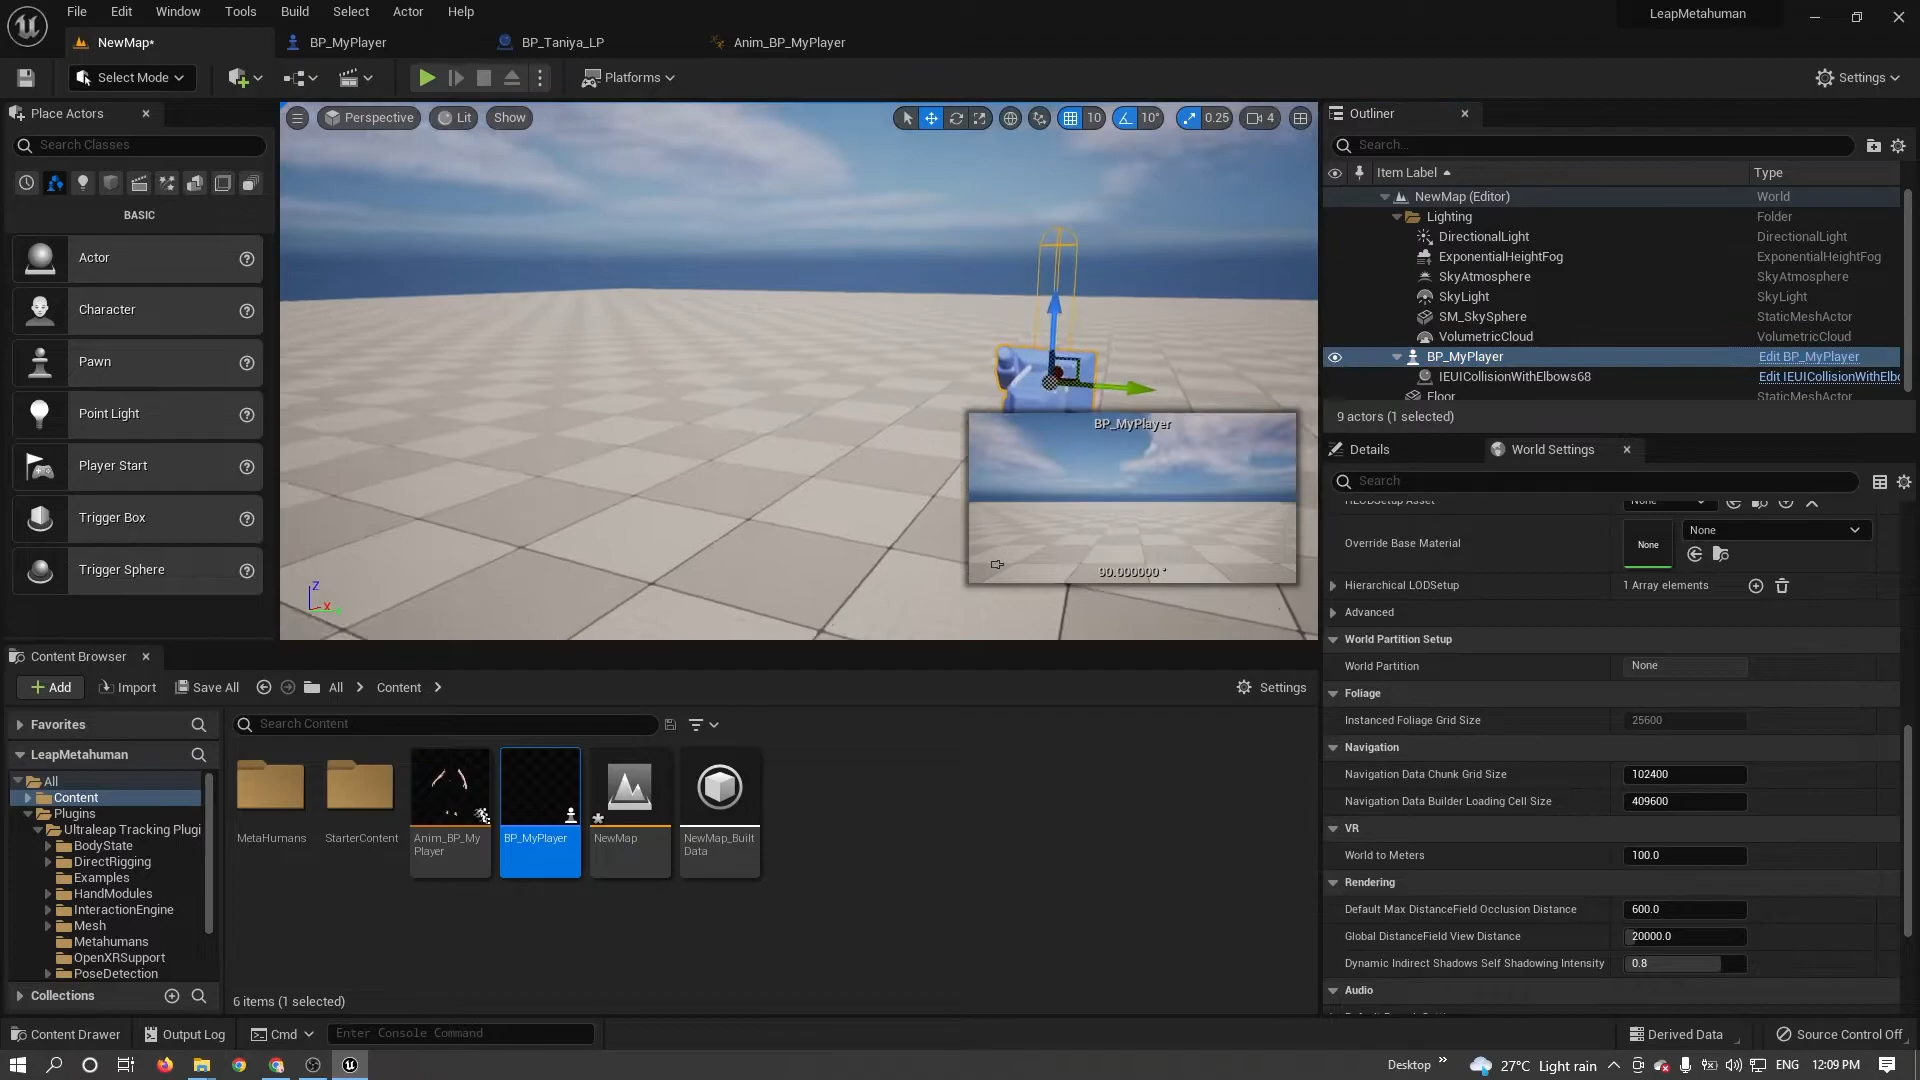 File Edit Window Tools Build Select Actor Help
LeapMetahuman
NewMap* BP_MyPlayer BP_Taniya_LP Anim_BP_MyPlayer
Select Mode Platforms Settings
Place Actors
Search Classes
BASIC
Actor
Character
Pawn
Point Light
Player Start
Trigger Box
Trigger Sphere
Perspective Lit Show 10 10° 0.25 4
BP_MyPlayer
90.000000 °
Z
X
Outliner
Search...
Item Label Type
NewMap (Editor) World
Lighting Folder
DirectionalLight DirectionalLight
ExponentialHeightFog ExponentialHeightFog
SkyAtmosphere SkyAtmosphere
SkyLight SkyLight
SM_SkySphere StaticMeshActor
VolumetricCloud VolumetricCloud
BP_MyPlayer Edit BP_MyPlayer
IEUICollisionWithElbows68 Edit IEUICollisionWithElbo
Floor StaticMeshActor
9 actors (1 selected)
Details World Settings
Search
HLODSetup Asset None
Override Base Material None None
Hierarchical LODSetup 1 Array elements
Advanced
World Partition Setup
World Partition None
Foliage
Instanced Foliage Grid Size 25600
Navigation
Navigation Data Chunk Grid Size 102400
Navigation Data Builder Loading Cell Size 409600
VR
World to Meters 100.0
Rendering
Default Max DistanceField Occlusion Distance 600.0
Global DistanceField View Distance 20000.0
Dynamic Indirect Shadows Self Shadowing Intensity 0.8
Audio
Content Browser
Add Import Save All All Content Settings
Favorites
LeapMetahuman
All
Content
Plugins
Ultraleap Tracking Plugi
BodyState
DirectRigging
Examples
HandModules
InteractionEngine
Mesh
Metahumans
OpenXRSupport
PoseDetection
Collections
Search Content
MetaHumans
StarterContent
Anim_BP_My
Player
BP_MyPlayer
NewMap
NewMap_Built
Data
6 items (1 selected)
Content Drawer Output Log Cmd Enter Console Command Derived Data Source Control Off
Desktop 27°C Light rain ENG 12:09 PM